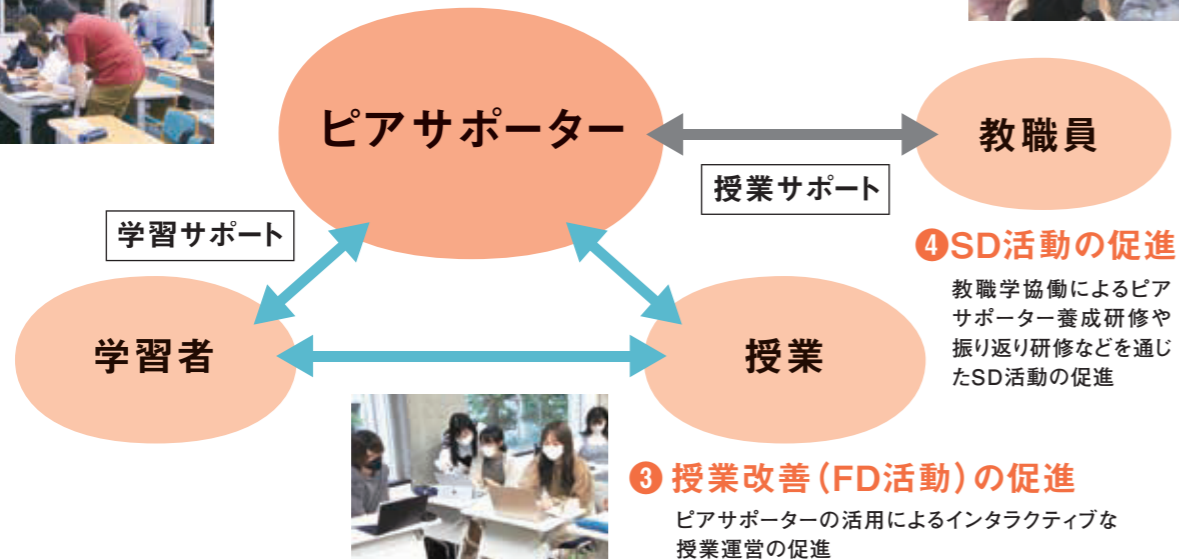 ピアサポーター
教職員
授業サポート
学習サポート
学習者
授業
❹SD活動の促進
教職学協働によるピア
サポーター養成研修や
振り返り研修などを通じ
たSD活動の促進
❸ 授業改善(FD活動)の促進
ピアサポーターの活用によるインタラクティブな
授業運営の促進